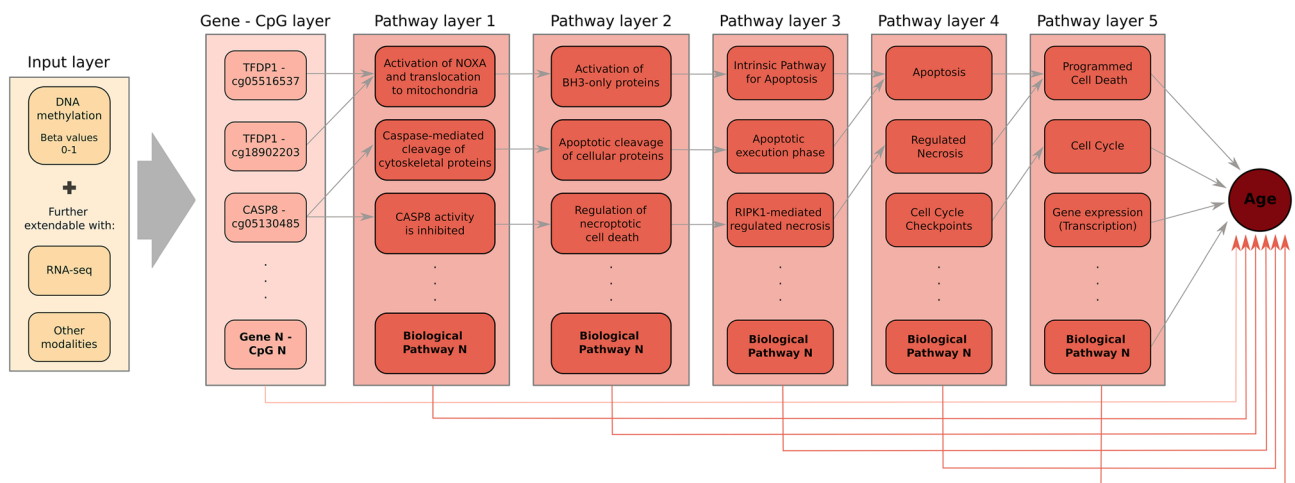 Input layer
DNA
methylation
Beta values
0-1
+
Further
extendable with:
RNA-seq
Other
modalities
Gene - CpG layer
TFDP1 -
cg05516537
TFDP1 -
cg18902203
CASP8 -
cg05130485
.
.
.
Gene N -
CpG N
Pathway layer 1
Activation of NOXA
and translocation
to mitochondria
Caspase-mediated
cleavage of
cytoskeletal proteins
CASP8 activity
is inhibited
.
.
.
Biological
Pathway N
Pathway layer 2
Activation of
BH3-only proteins
Apoptotic cleavage
of cellular proteins
Regulation of
necroptotic
cell death
.
.
.
Biological
Pathway N
Pathway layer 3
Intrinsic Pathway
for Apoptosis
Apoptotic
execution phase
RIPK1-mediated
regulated necrosis
.
.
.
Biological
Pathway N
Pathway layer 4
Apoptosis
Regulated
Necrosis
Cell Cycle
Checkpoints
.
.
.
Biological
Pathway N
Pathway layer 5
Programmed
Cell Death
Cell Cycle
Gene expression
(Transcription)
.
.
.
Biological
Pathway N
Age